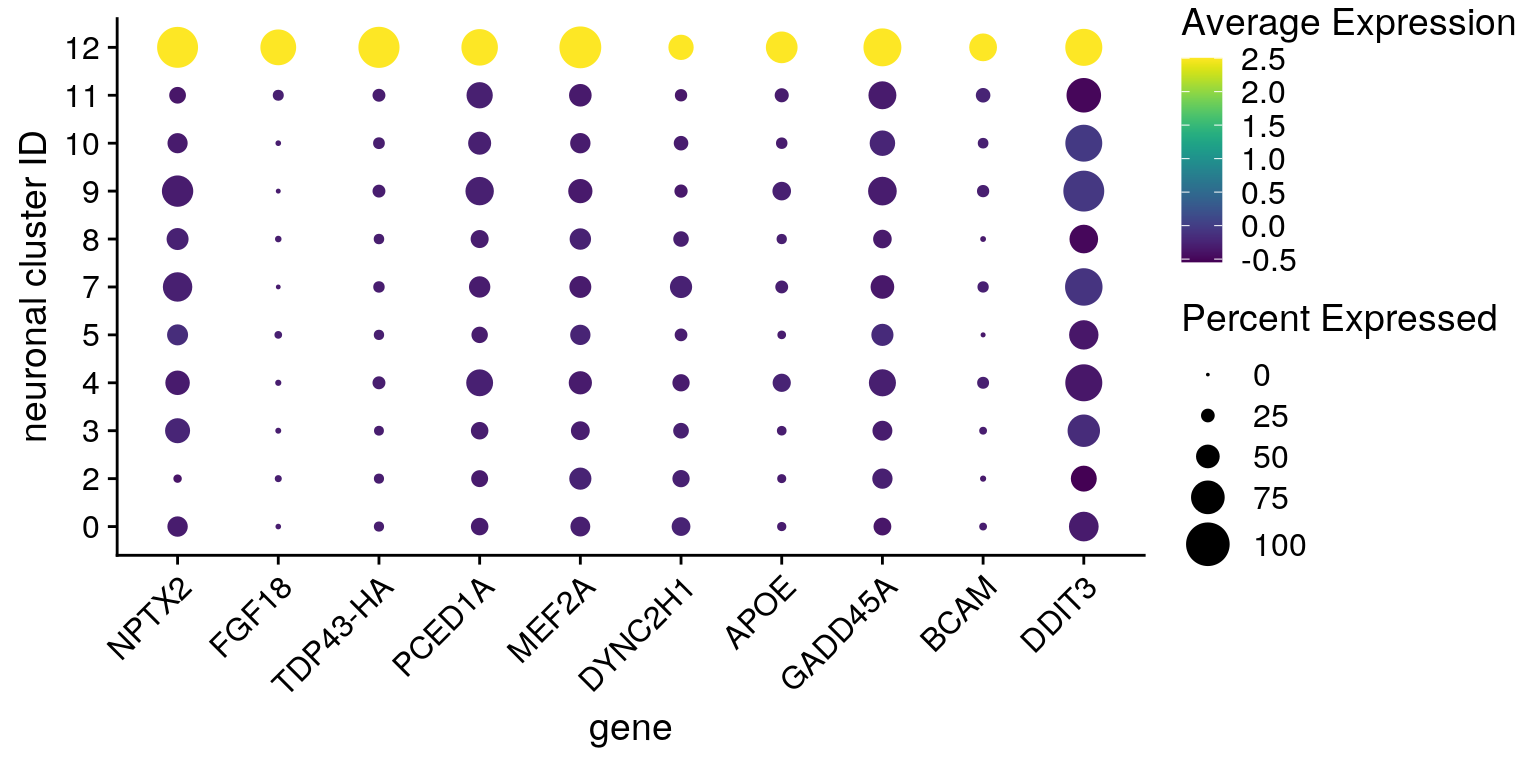 neuronal cluster ID
12
11
10
9
8
7
5
4
3
2
0
NPTX2
FGF18
TDP43-HA
PCED1A
MEF2A
DYNC2H1
APOE
GADD45A
BCAM
DDIT3
gene
Average Expression
2.5
2.0
1.5
1.0
0.5
0.0
-0.5
Percent Expressed
0
25
50
75
100